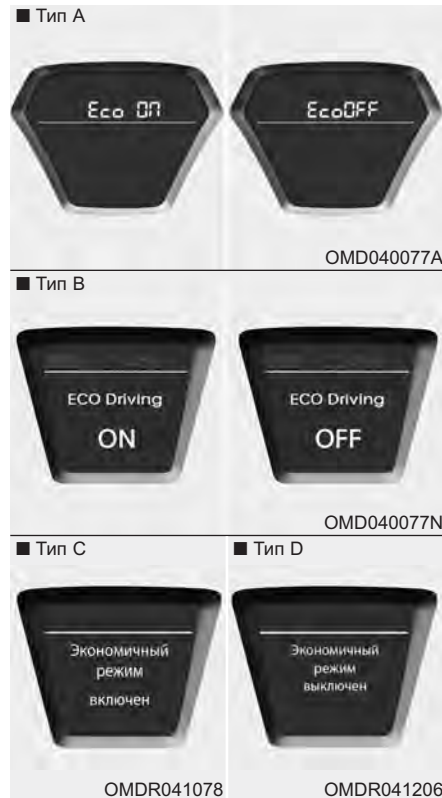 ■ Тип A
Eco ON
EcoOFF
OMD040077A
■ Тип B
ECO Driving
ON
ECO Driving
OFF
OMD040077N
■ Тип C
Экономичный
режим
включен
OMDR041078
■ Тип D
Экономичный
режим
выключен
OMDR041206